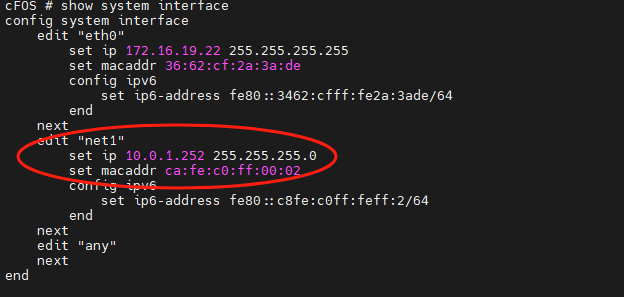 cFOS # show system interface
config system interface
    edit "eth0"
        set ip 172.16.19.22 255.255.255.255
        set macaddr 36:62:cf:2a:3a:de
        config ipv6
            set ip6-address fe80::3462:cfff:fe2a:3ade/64
        end
    next
    edit "net1"
        set ip 10.0.1.252 255.255.255.0
        set macaddr ca:fe:c0:ff:00:02
        config ipv6
            set ip6-address fe80::c8fe:c0ff:feff:2/64
        end
    next
    edit "any"
    next
end